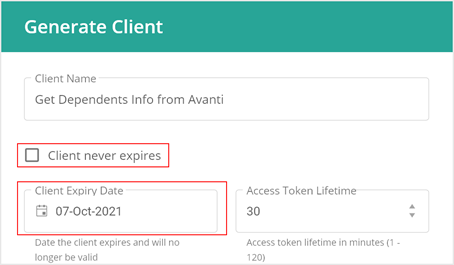 Generate Client
Client Name
Get Dependents Info from Avanti
Client never expires
Client Expiry Date
07-Oct-2021
Date the client expires and will no
longer be valid
Access Token Lifetime
30
Access token lifetime in minutes (1 -
120)